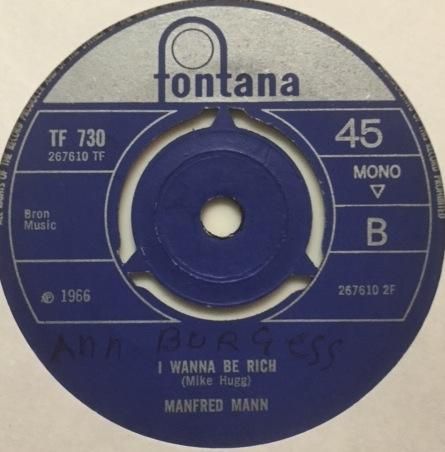 fontana
TF 730
267610 TF
45
MONO
Bron
Music
B
℗ 1966
267610 2F
Ann Burgess
I WANNA BE RICH
(Mike Hugg)
MANFRED MANN